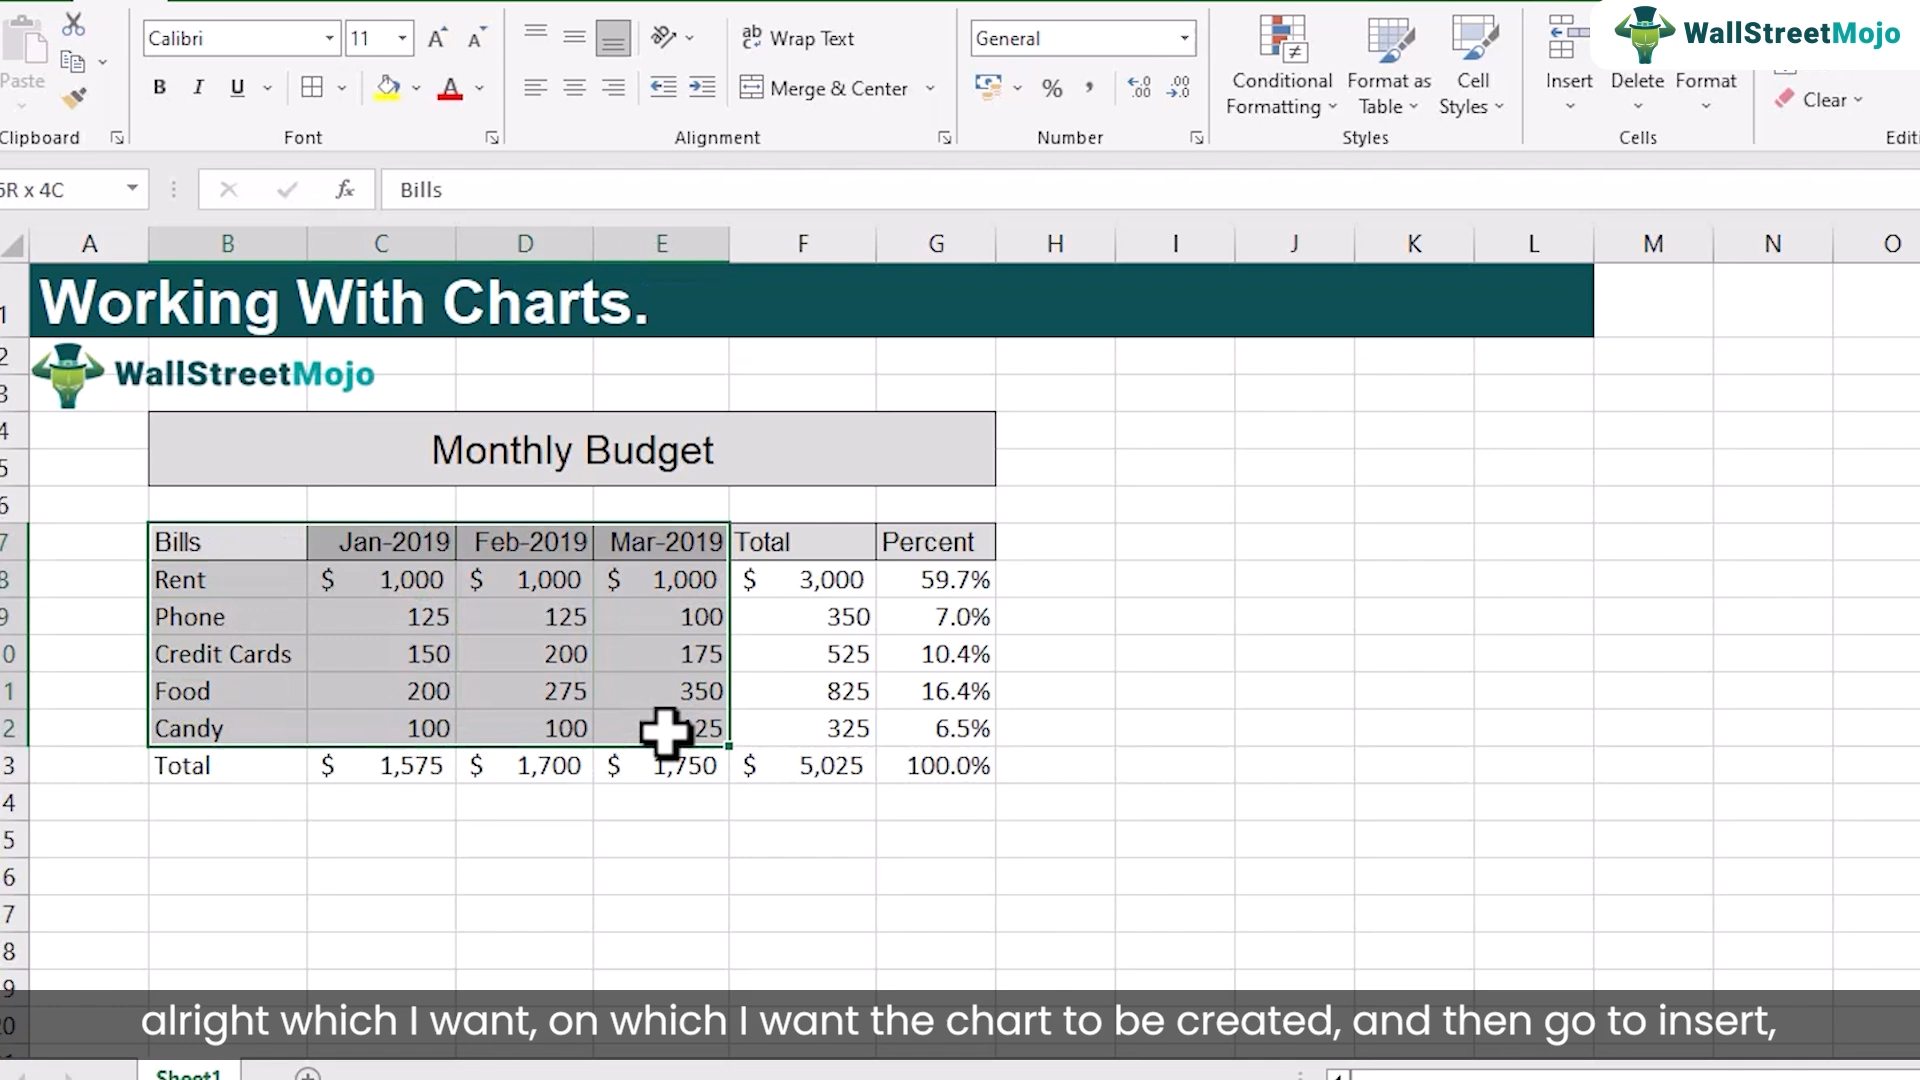 WallStreetMojo
Calibri 11 Wrap Text General
Paste B I U Merge & Center % Conditional Formatting Format as Table Cell Styles Insert Delete Format Clear
Clipboard Font Alignment Number Styles Cells
fx Bills
A B C D E F G H I J K L M N O
Working With Charts.
WallStreetMojo
Monthly Budget
Bills Jan-2019 Feb-2019 Mar-2019 Total Percent
Rent $ 1,000 $ 1,000 $ 1,000 $ 3,000 59.7%
Phone 125 125 100 350 7.0%
Credit Cards 150 200 175 525 10.4%
Food 200 275 350 825 16.4%
Candy 100 100 25 325 6.5%
Total $ 1,575 $ 1,700 $ 1,750 $ 5,025 100.0%
alright which I want, on which I want the chart to be created, and then go to insert,
Sheet1